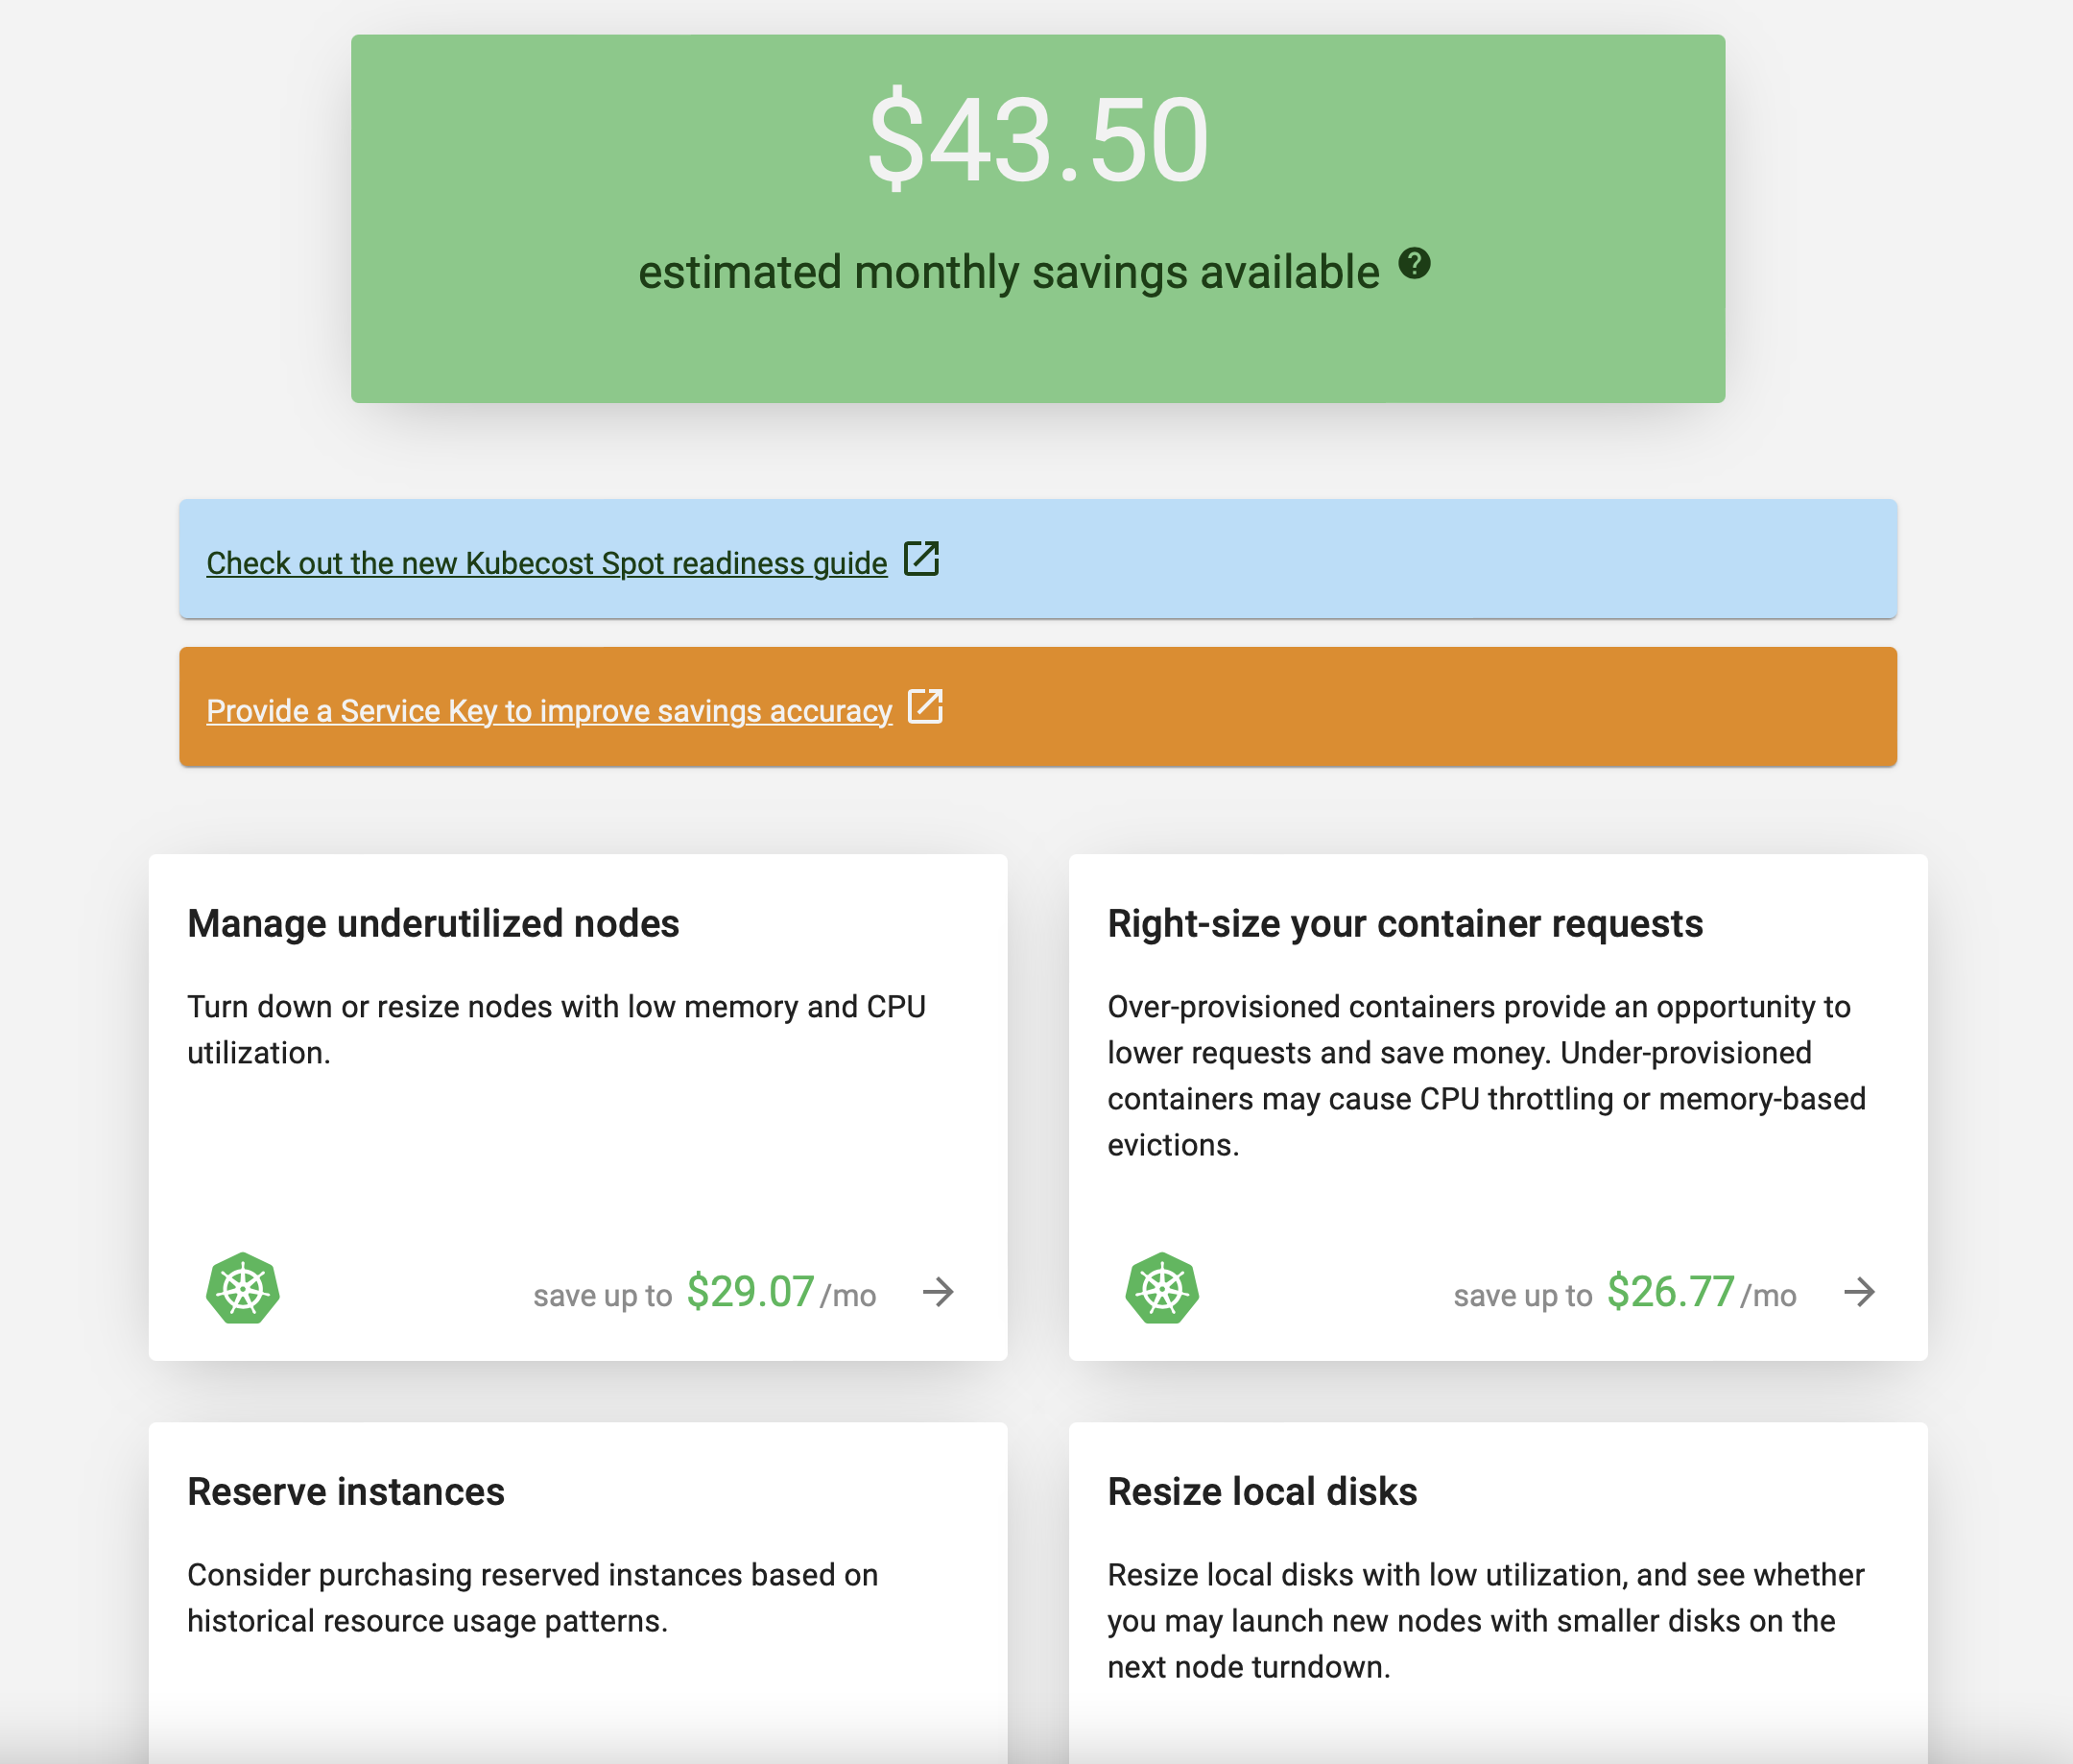 $43.50
estimated monthly savings available ?
Check out the new Kubecost Spot readiness guide
Provide a Service Key to improve savings accuracy
Manage underutilized nodes
Turn down or resize nodes with low memory and CPU
utilization.
save up to $29.07/mo
Right-size your container requests
Over-provisioned containers provide an opportunity to
lower requests and save money. Under-provisioned
containers may cause CPU throttling or memory-based
evictions.
save up to $26.77/mo
Reserve instances
Consider purchasing reserved instances based on
historical resource usage patterns.
Resize local disks
Resize local disks with low utilization, and see whether
you may launch new nodes with smaller disks on the
next node turndown.